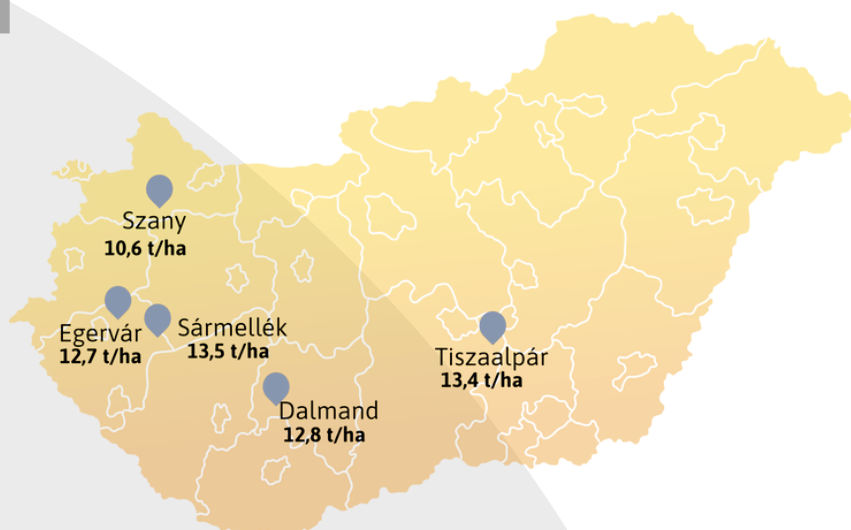 Szany
10,6 t/ha
Egervár
12,7 t/ha
Sármellék
13,5 t/ha
Tiszaalpár
13,4 t/ha
Dalmand
12,8 t/ha